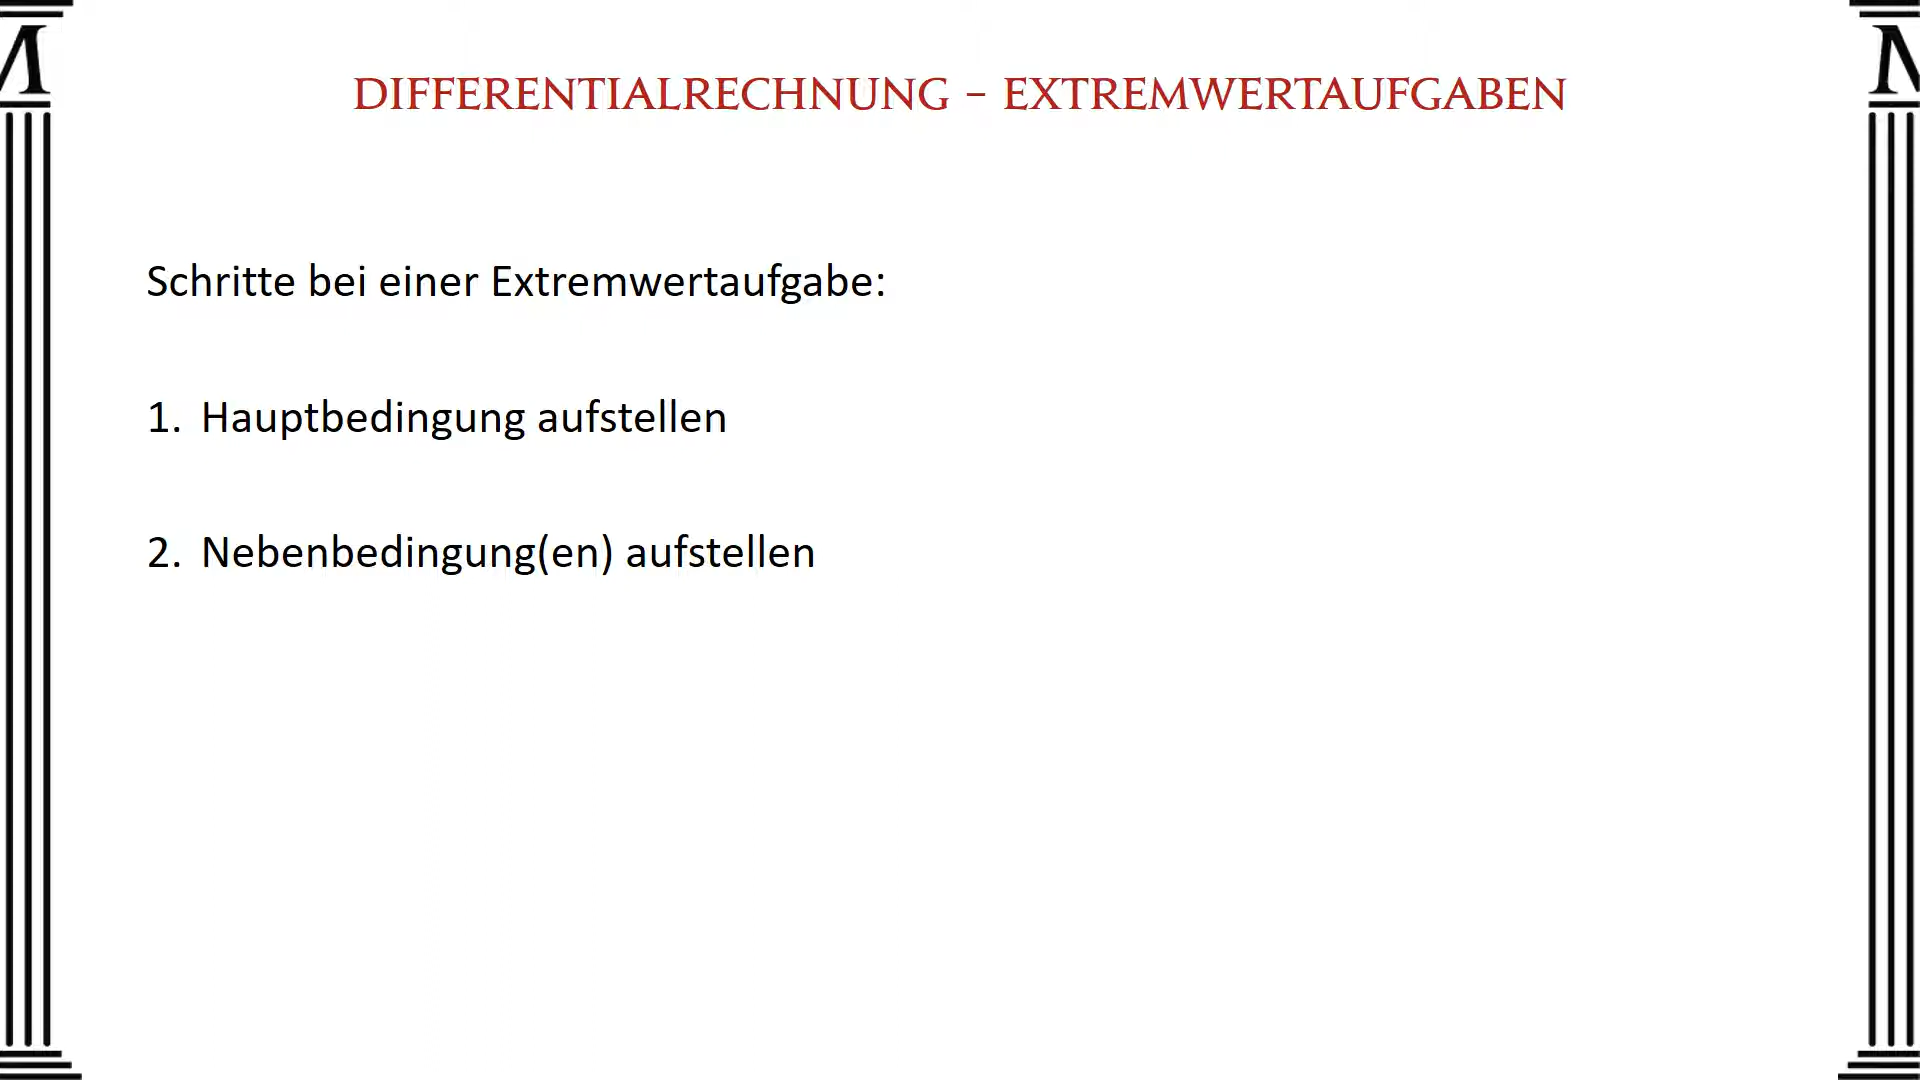 DIFFERENTIALRECHNUNG – EXTREMWERTAUFGABEN
Schritte bei einer Extremwertaufgabe:
1. Hauptbedingung aufstellen
2. Nebenbedingung(en) aufstellen